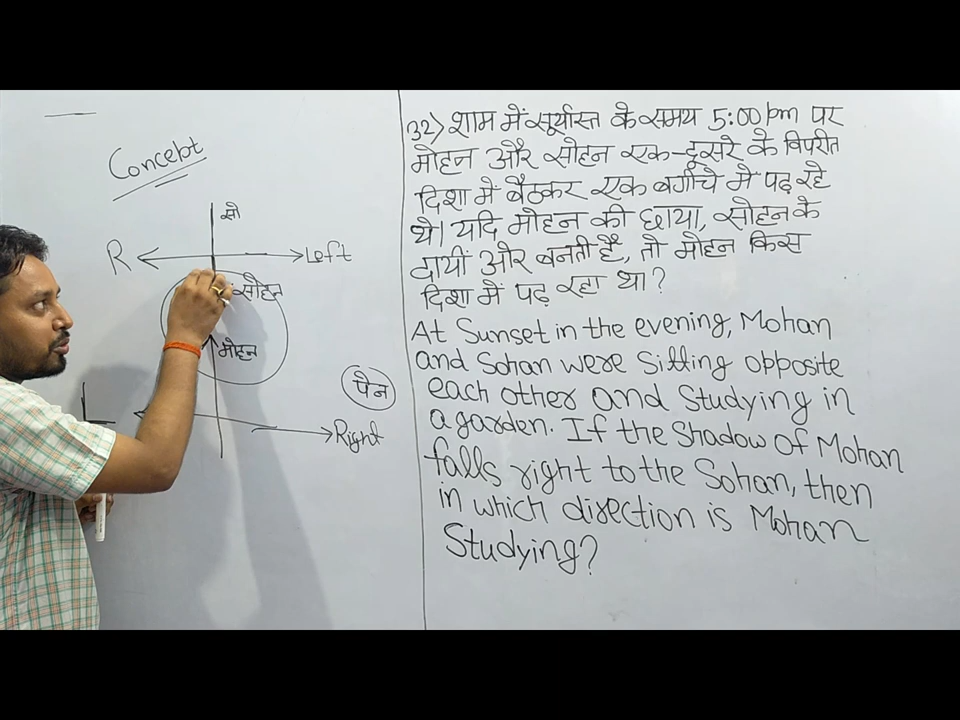 Concept
सो
R
Left
सोहन
मोहन
पेन
Right
32) शाम में सूर्यास्त के समय 5:00 pm पर
मोहन और सोहन एक-दूसरे के विपरीत
दिशा में बैठकर एक बगीचे में पढ़ रहे
थे। यदि मोहन की छाया, सोहन के
दायीं ओर बनती है, तो मोहन किस
दिशा में पढ़ रहा था?
At Sunset in the evening, Mohan
and Sohan were Sitting opposite
each other and Studying in
a garden. If the Shadow Of Mohan
falls right to the Sohan, then
in which direction is Mohan
Studying?